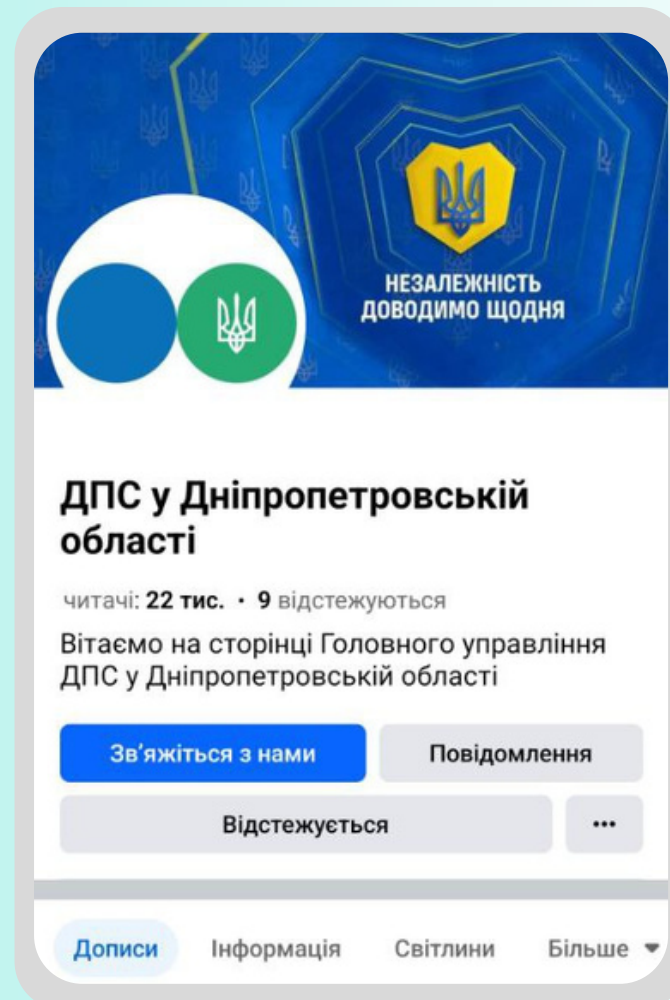 НЕЗАЛЕЖНІСТЬ
ДОВОДИМО ЩОДНЯ
ДПС у Дніпропетровській
області
читачі: 22 тис. • 9 відстежуються
Вітаємо на сторінці Головного управління
ДПС у Дніпропетровській області
Зв’яжіться з нами
Повідомлення
Відстежується
•••
Дописи Інформація Світлини Більше